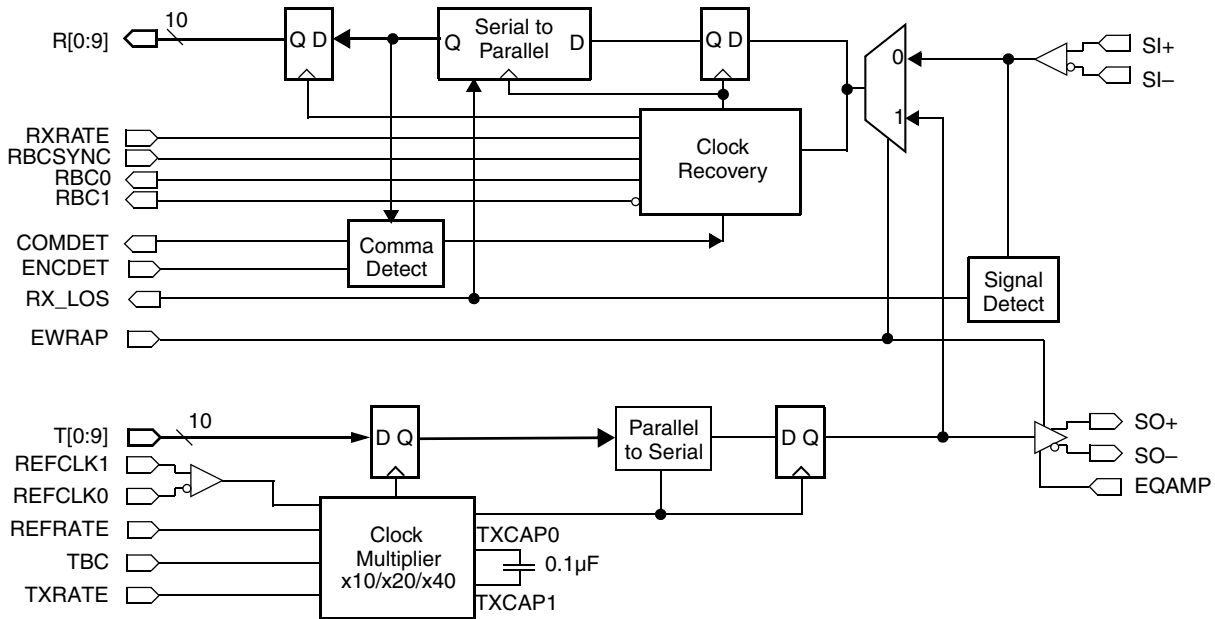 10
R[0:9]
Q D
Q
Serial to
Parallel
D
Q D
0
1
SI+
SI–
RXRATE
RBCSYNC
RBC0
RBC1
Clock
Recovery
COMDET
ENCDET
Comma
Detect
RX_LOS
Signal
Detect
EWRAP
10
T[0:9]
D Q
Parallel
to Serial
D Q
SO+
SO–
EQAMP
REFCLK1
REFCLK0
REFRATE
TBC
TXRATE
Clock
Multiplier
x10/x20/x40
TXCAP0
0.1µF
TXCAP1